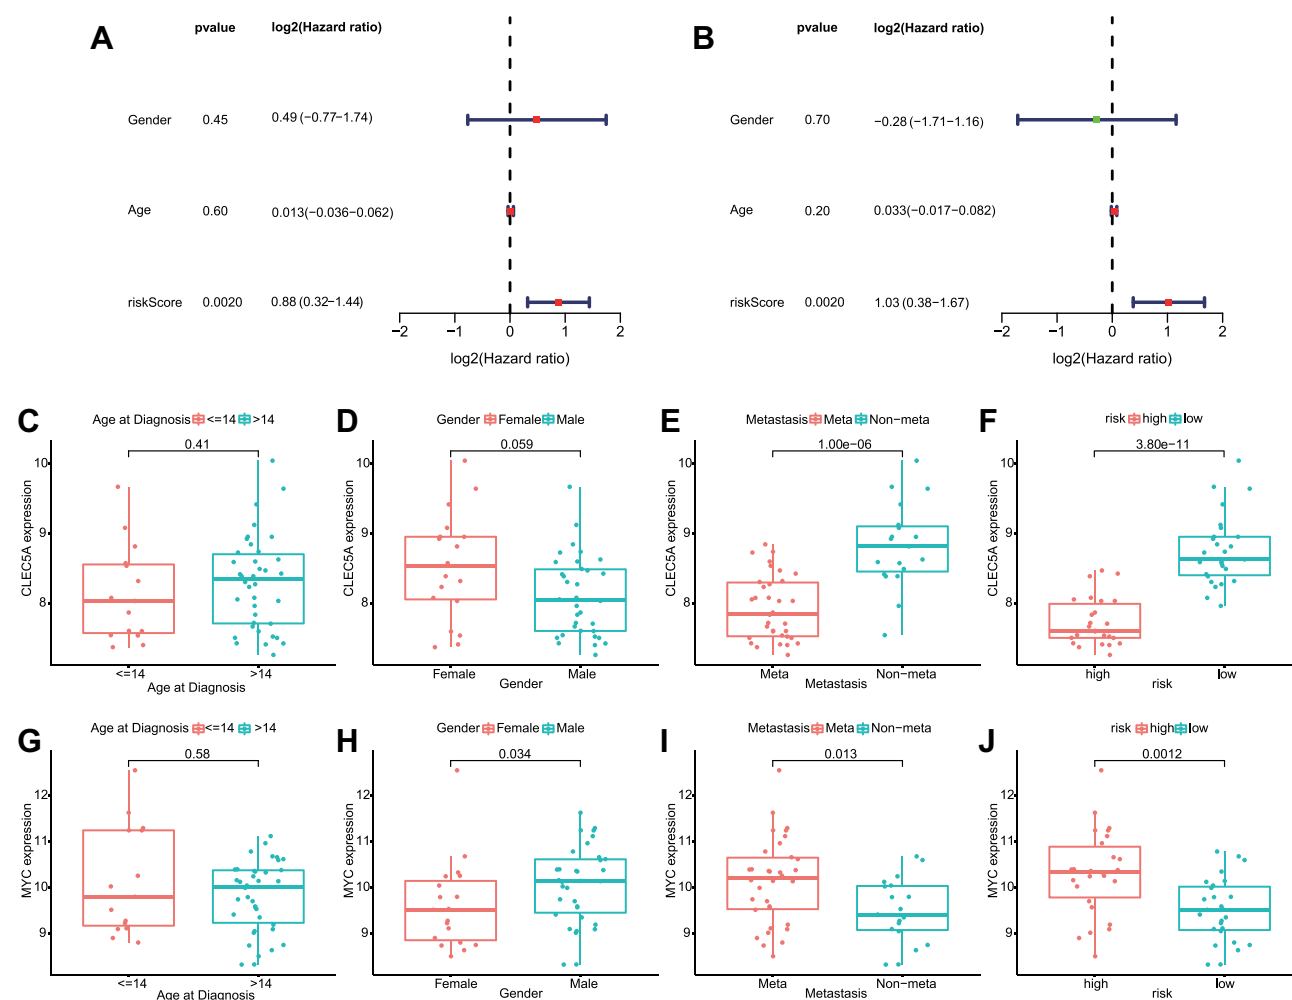 A
pvalue log2(Hazard ratio)
Gender 0.45 0.49 (−0.77−1.74)
Age 0.60 0.013(−0.036−0.062)
riskScore 0.0020 0.88 (0.32−1.44)
−2 −1 0 1 2
log2(Hazard ratio)
B
pvalue log2(Hazard ratio)
Gender 0.70 −0.28 (−1.71−1.16)
Age 0.20 0.033(−0.017−0.082)
riskScore 0.0020 1.03 (0.38−1.67)
−2 −1 0 1 2
log2(Hazard ratio)
C
Age at Diagnosis <=14 >14
0.41
10
9
8
CLEC5A expression
<=14 >14
Age at Diagnosis
D
Gender Female Male
0.059
10
9
8
CLEC5A expression
Female Male
Gender
E
Metastasis Meta Non−meta
1.00e−06
10
9
8
CLEC5A expression
Meta Non−meta
Metastasis
F
risk high low
3.80e−11
10
9
8
CLEC5A expression
high low
risk
G
Age at Diagnosis <=14 >14
0.58
12
11
10
9
MYC expression
<=14 >14
Age at Diagnosis
H
Gender Female Male
0.034
12
11
10
9
MYC expression
Female Male
Gender
I
Metastasis Meta Non−meta
0.013
12
11
10
9
MYC expression
Meta Non−meta
Metastasis
J
risk high low
0.0012
12
11
10
9
MYC expression
high low
risk